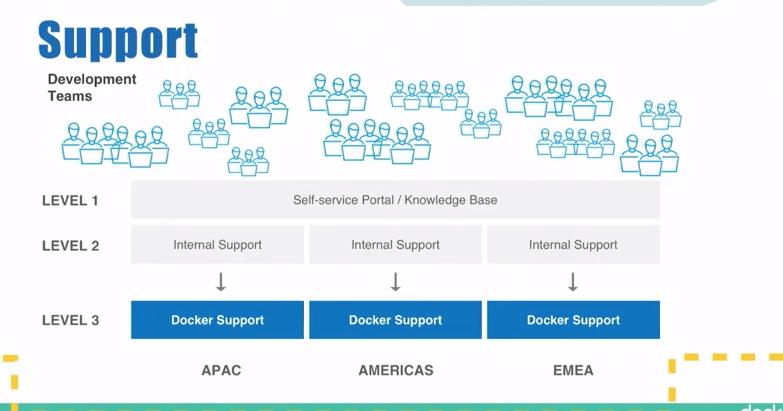 Support
Development
Teams
LEVEL 1
Self-service Portal / Knowledge Base
LEVEL 2
Internal Support
Internal Support
Internal Support
LEVEL 3
Docker Support
Docker Support
Docker Support
APAC
AMERICAS
EMEA